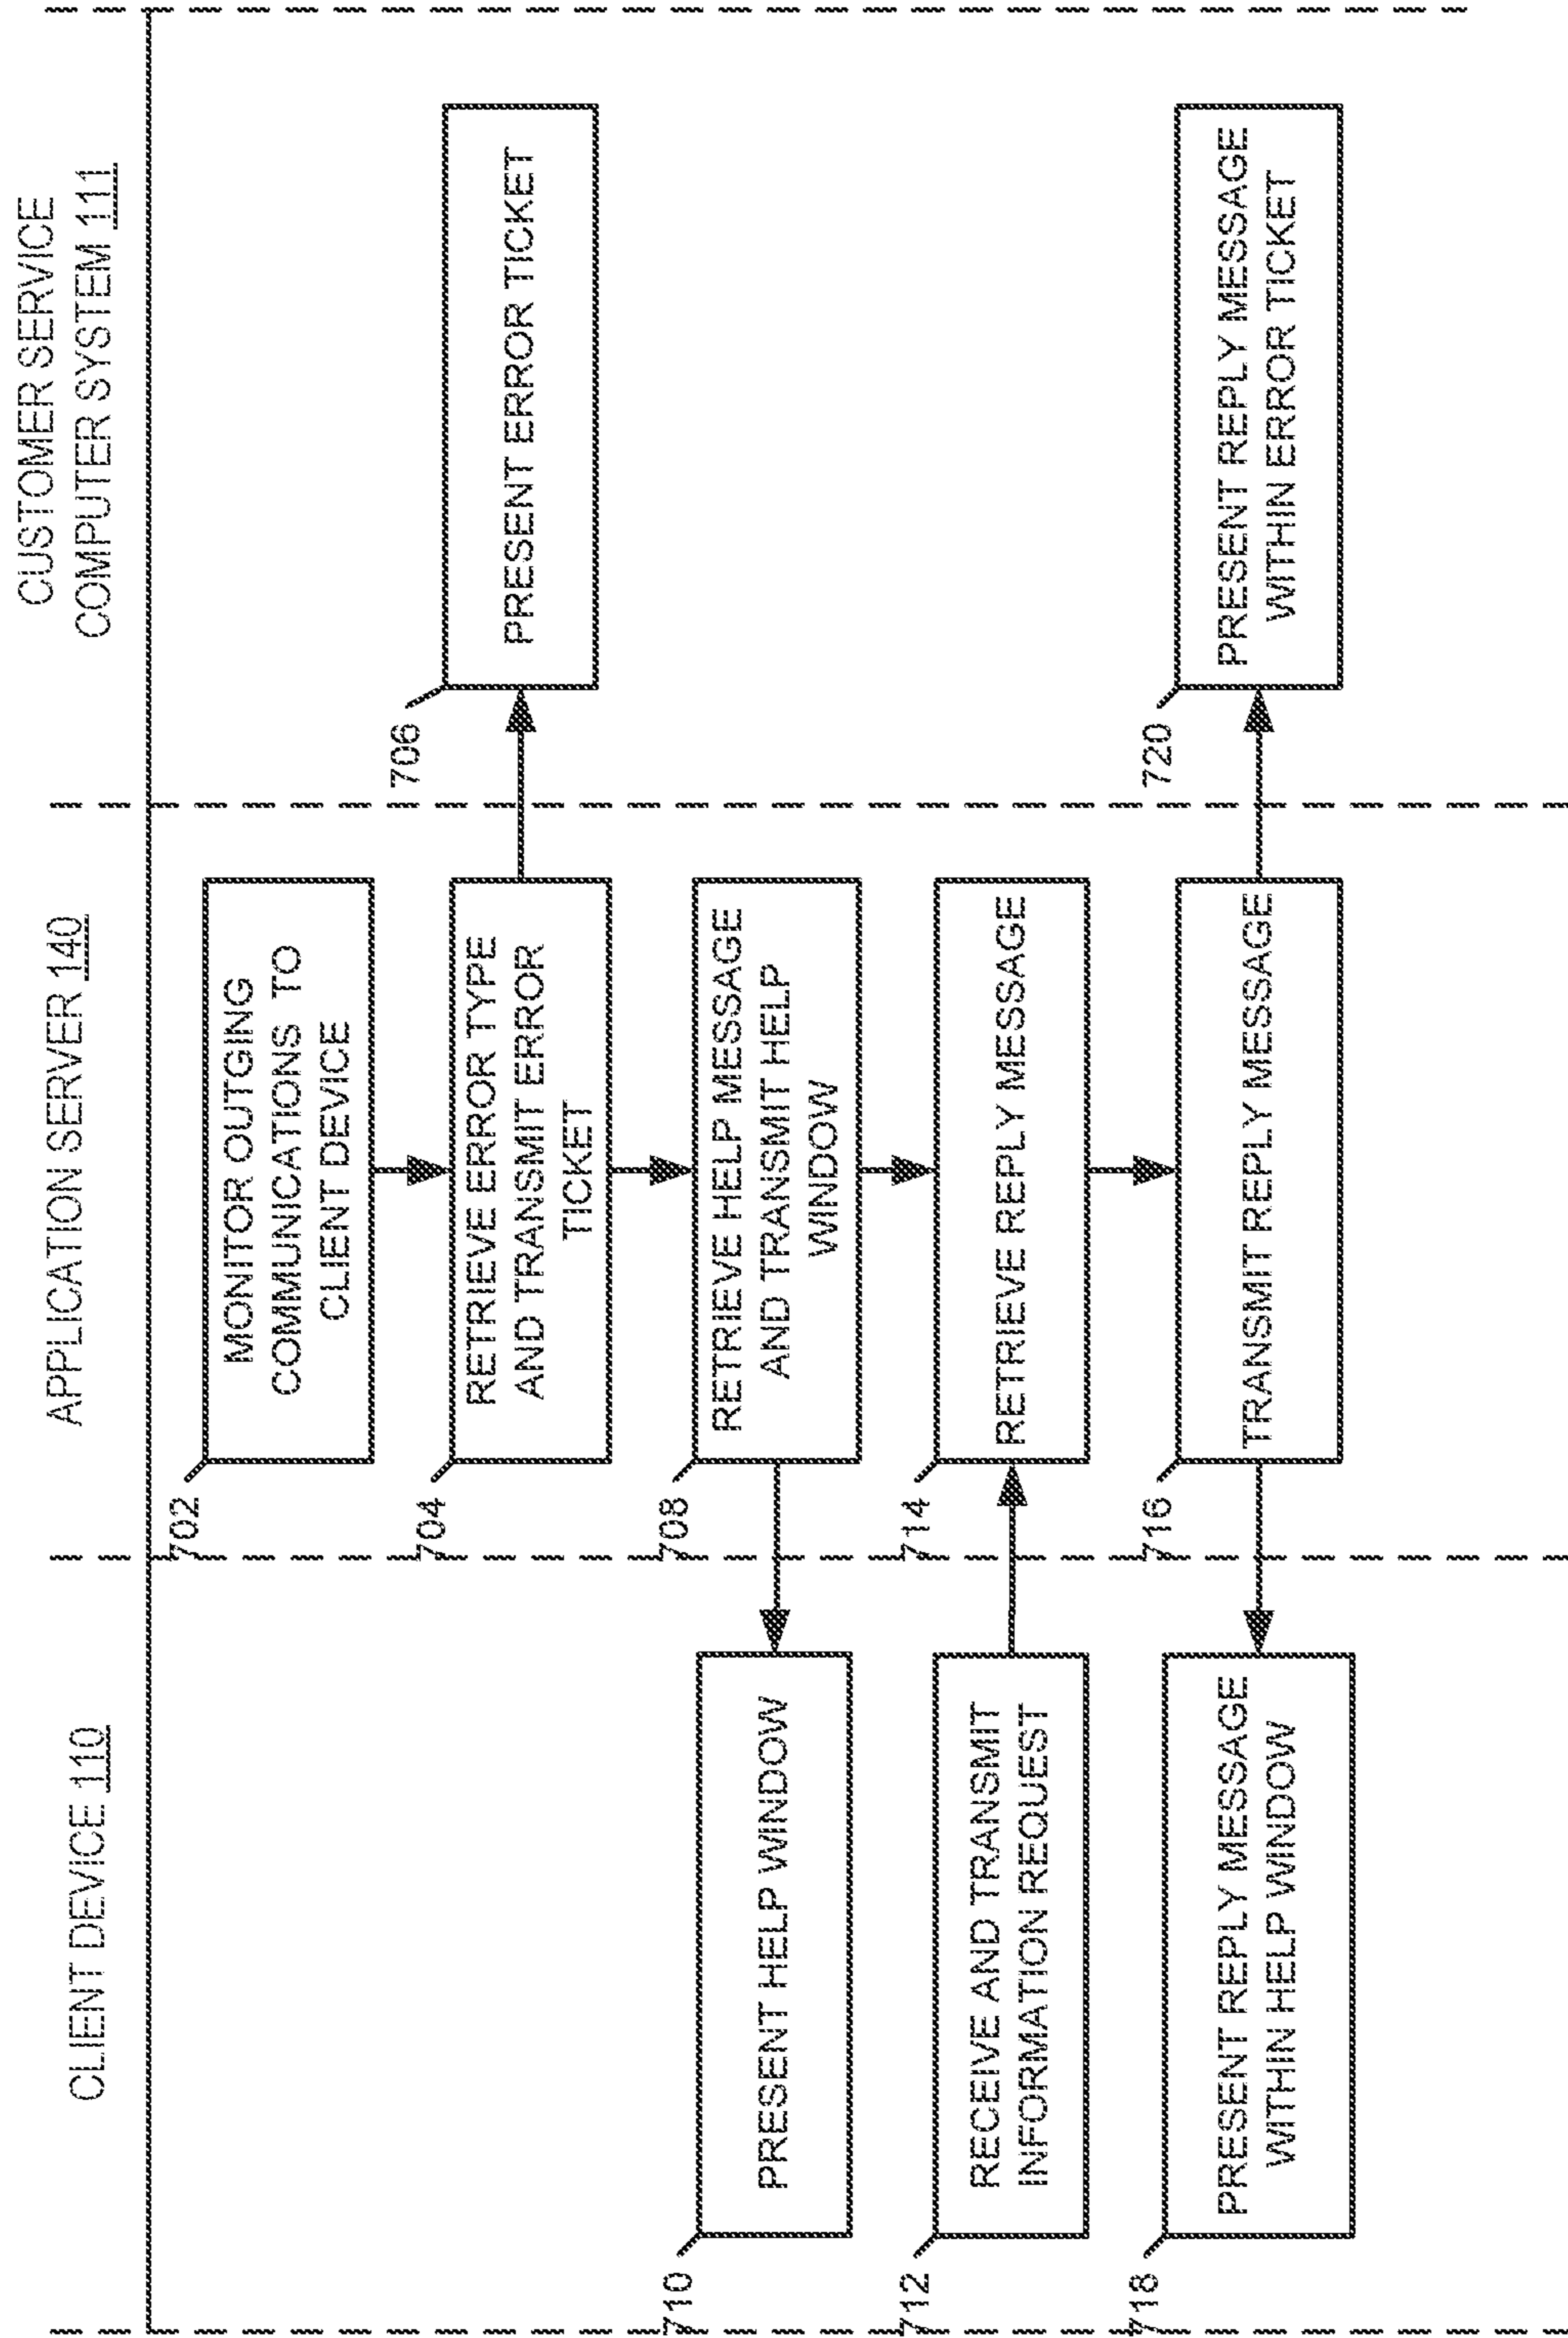 CLIENT DEVICE 110
APPLICATION SERVER 140
CUSTOMER SERVICE
COMPUTER SYSTEM 111
702
MONITOR OUTGING
COMMUNICATIONS TO
CLIENT DEVICE
704
RETRIEVE ERROR TYPE
AND TRANSMIT ERROR
TICKET
706
PRESENT ERROR TICKET
708
RETRIEVE HELP MESSAGE
AND TRANSMIT HELP
WINDOW
710
PRESENT HELP WINDOW
712
RECEIVE AND TRANSMIT
INFORMATION REQUEST
714
RETRIEVE REPLY MESSAGE
716
TRANSMIT REPLY MESSAGE
718
PRESENT REPLY MESSAGE
WITHIN HELP WINDOW
720
PRESENT REPLY MESSAGE
WITHIN ERROR TICKET